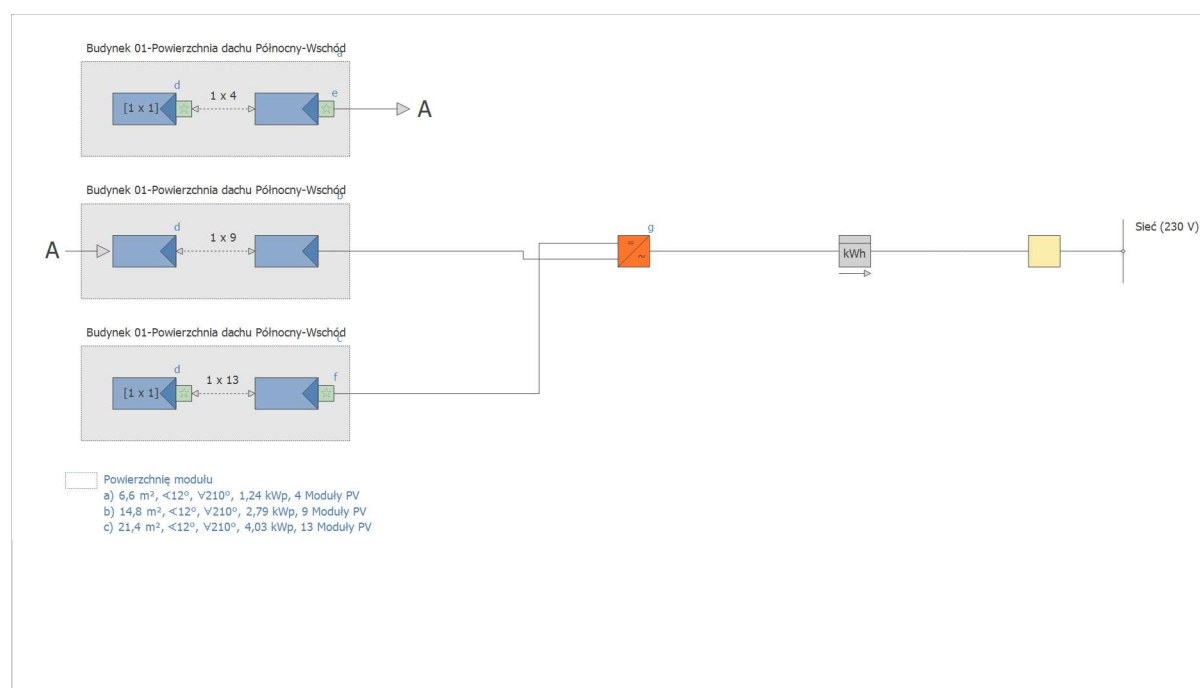 Budynek 01-Powierzchnia dachu Północny-Wschód
a
d
[1 x 1]
1 x 4
e
A
Budynek 01-Powierzchnia dachu Północny-Wschód
b
A
d
1 x 9
g
=
~
kWh
Sieć (230 V)
Budynek 01-Powierzchnia dachu Północny-Wschód
c
d
[1 x 1]
1 x 13
f
Powierzchnię modułu
a) 6,6 m², ∢12°, ∀210°, 1,24 kWp, 4 Moduły PV
b) 14,8 m², ∢12°, ∀210°, 2,79 kWp, 9 Moduły PV
c) 21,4 m², ∢12°, ∀210°, 4,03 kWp, 13 Moduły PV